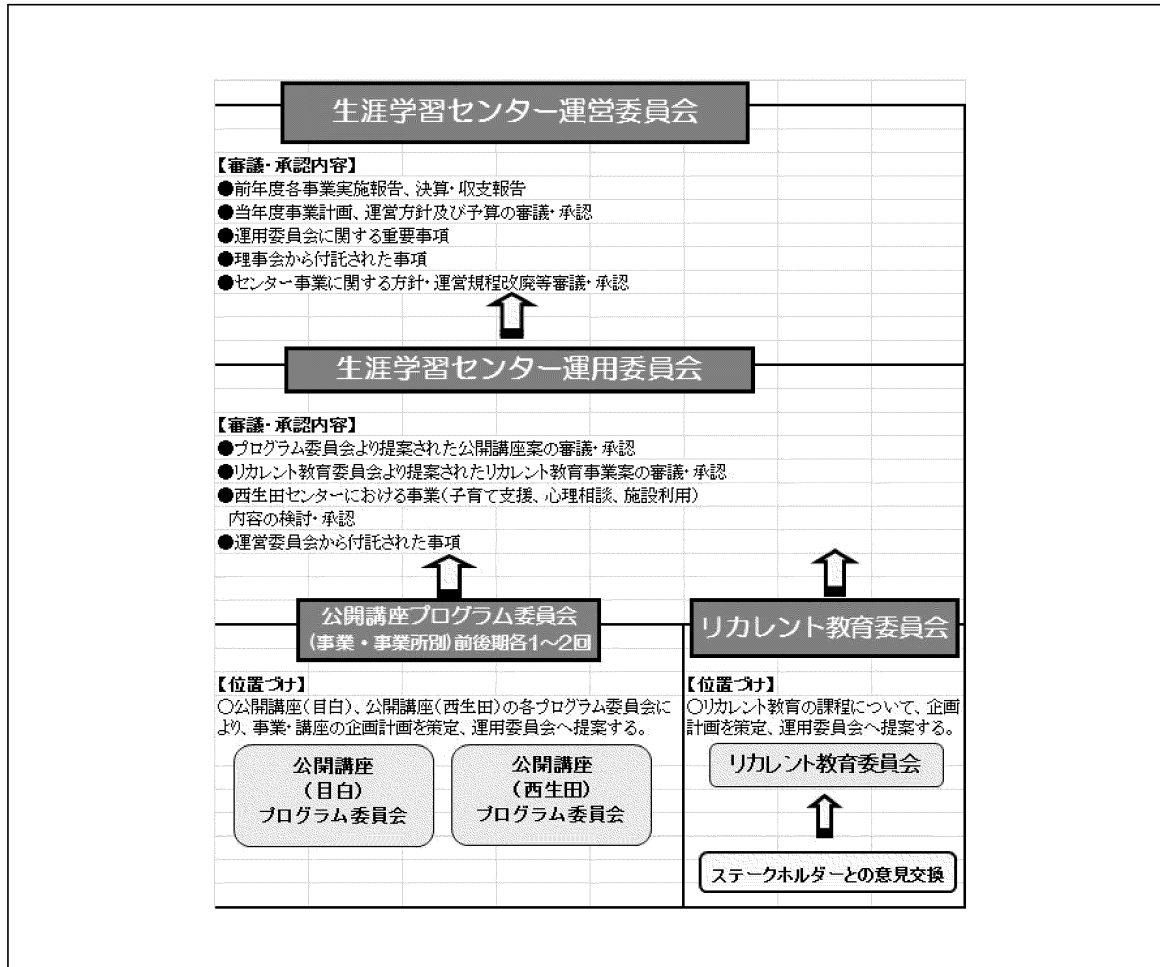 生涯学習センター運営委員会
【審議・承認内容】
●前年度各事業実施報告、決算・収支報告
●当年度事業計画、運営方針及び予算の審議・承認
●運用委員会に関する重要事項
●理事会から付託された事項
●センター事業に関する方針・運営規程改廃等審議・承認
生涯学習センター運用委員会
【審議・承認内容】
●プログラム委員会より提案された公開講座案の審議・承認
●リカレント教育委員会より提案されたリカレント教育事業案の審議・承認
●西生田センターにおける事業(子育て支援、心理相談、施設利用)
内容の検討・承認
●運営委員会から付託された事項
公開講座プログラム委員会
(事業・事業所別)前後期各1~2回
【位置づけ】
○公開講座(目白)、公開講座(西生田)の各プログラム委員会に
より、事業・講座の企画計画を策定、運用委員会へ提案する。
公開講座
(目白)
プログラム委員会
公開講座
(西生田)
プログラム委員会
リカレント教育委員会
【位置づけ】
○リカレント教育の課程について、企画
計画を策定、運用委員会へ提案する。
リカレント教育委員会
ステークホルダーとの意見交換